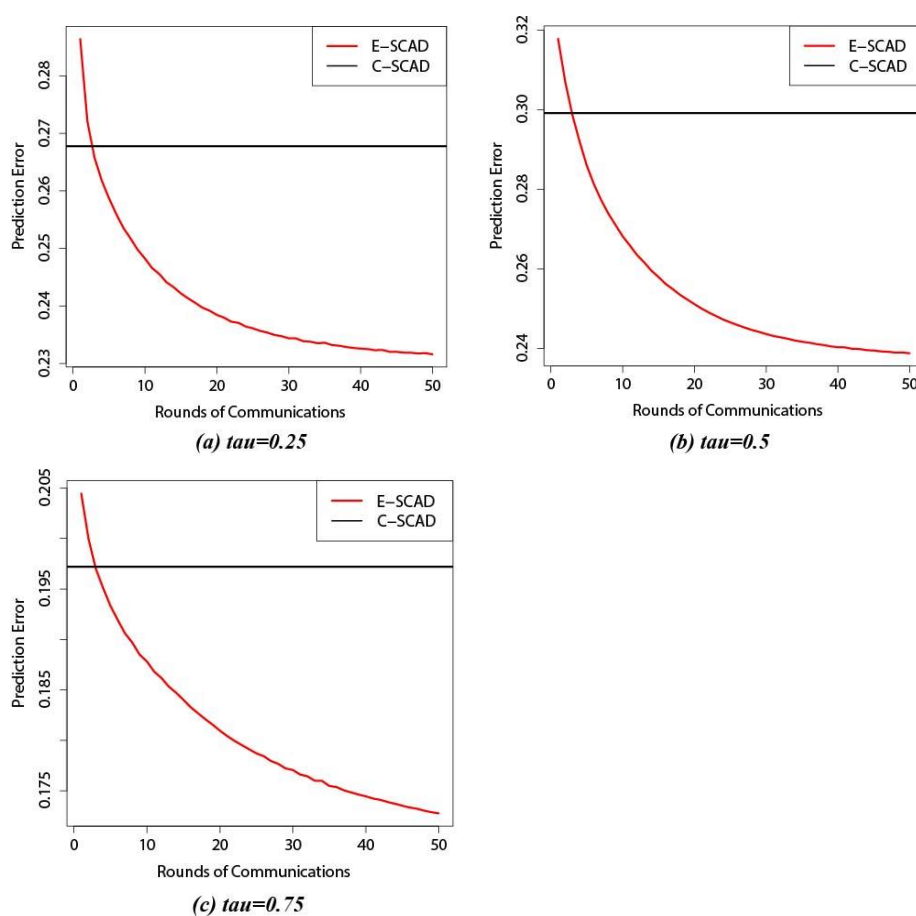 E−SCAD
C−SCAD
Prediction Error
0.28
0.27
0.26
0.25
0.24
0.23
0 10 20 30 40 50
Rounds of Communications
(a) tau=0.25
E−SCAD
C−SCAD
Prediction Error
0.32
0.30
0.28
0.26
0.24
0 10 20 30 40 50
Rounds of Communications
(b) tau=0.5
E−SCAD
C−SCAD
Prediction Error
0.205
0.195
0.185
0.175
0 10 20 30 40 50
Rounds of Communications
(c) tau=0.75